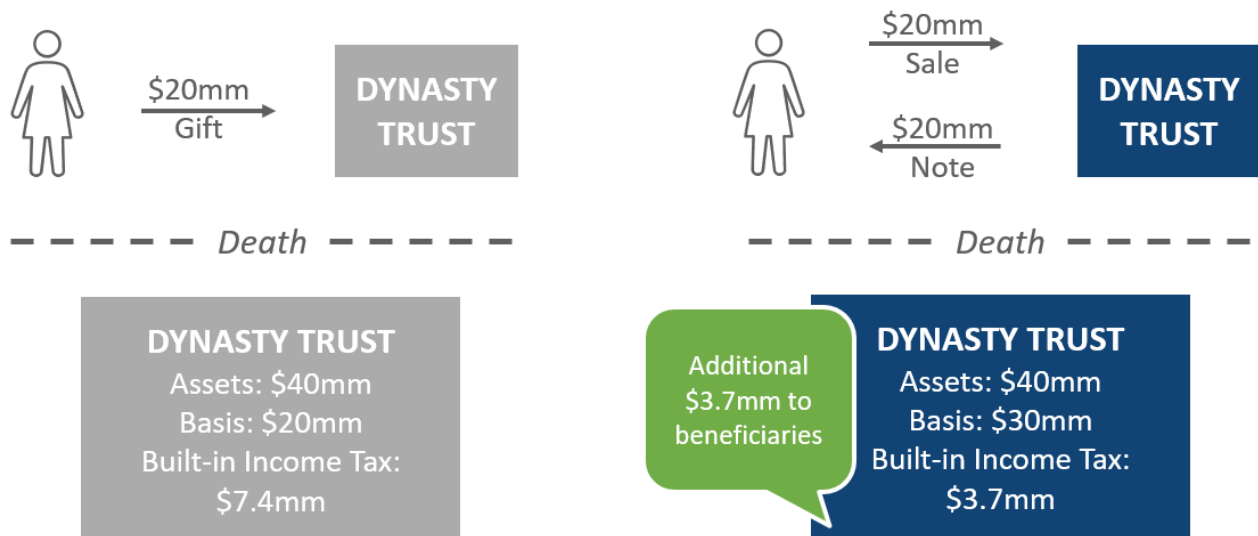 $20mm
Gift
DYNASTY
TRUST
Death
DYNASTY TRUST
Assets: $40mm
Basis: $20mm
Built-in Income Tax:
$7.4mm
$20mm
Sale
$20mm
Note
DYNASTY
TRUST
Death
Additional
$3.7mm to
beneficiaries
DYNASTY TRUST
Assets: $40mm
Basis: $30mm
Built-in Income Tax:
$3.7mm